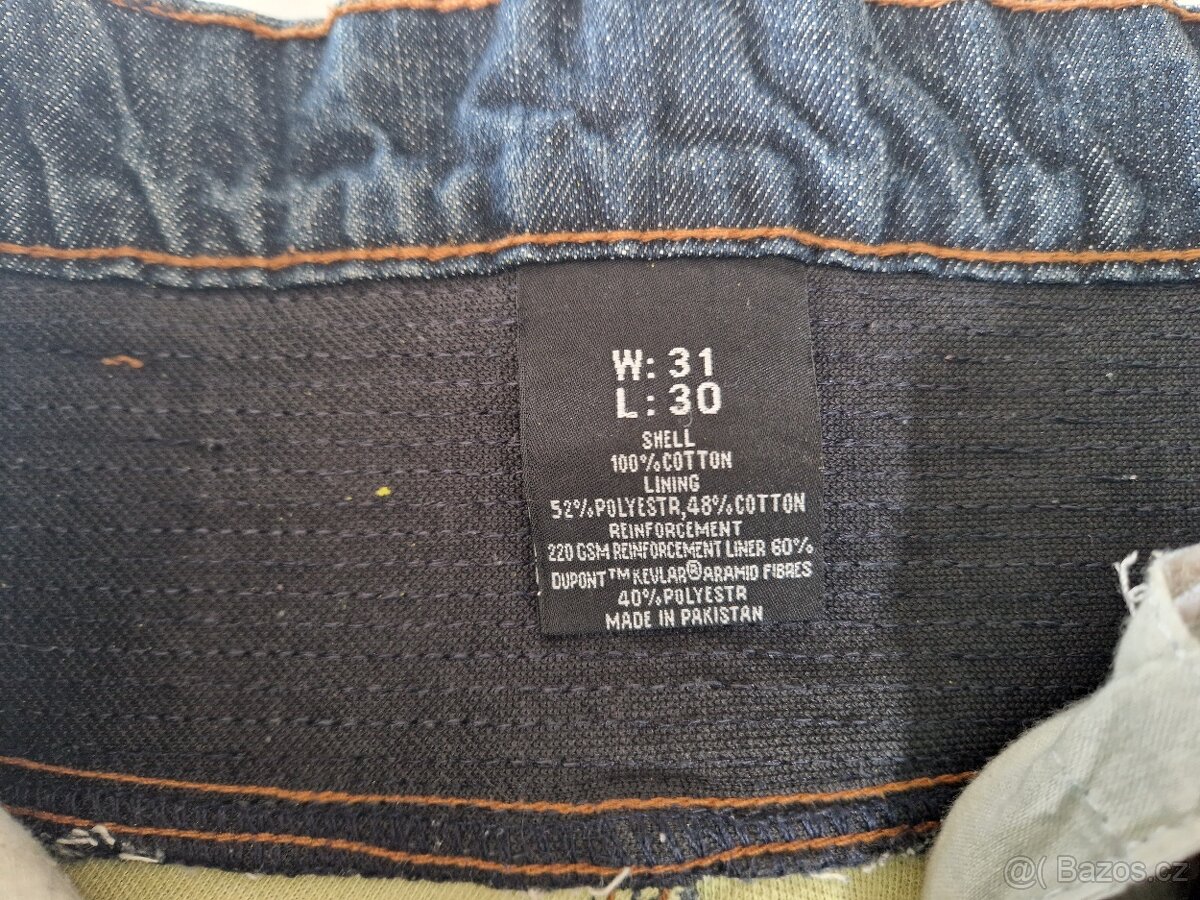 W: 31
L: 30
SHELL
100%COTTON
LINING
52%POLYESTR,48%COTTON
REINFORCEMENT
220 GSM REINFORCEMENT LINER 60%
DUPONT™ KEVLAR®ARAMID FIBRES
40%POLYESTR
MADE IN PAKISTAN
@( Bazos.cz